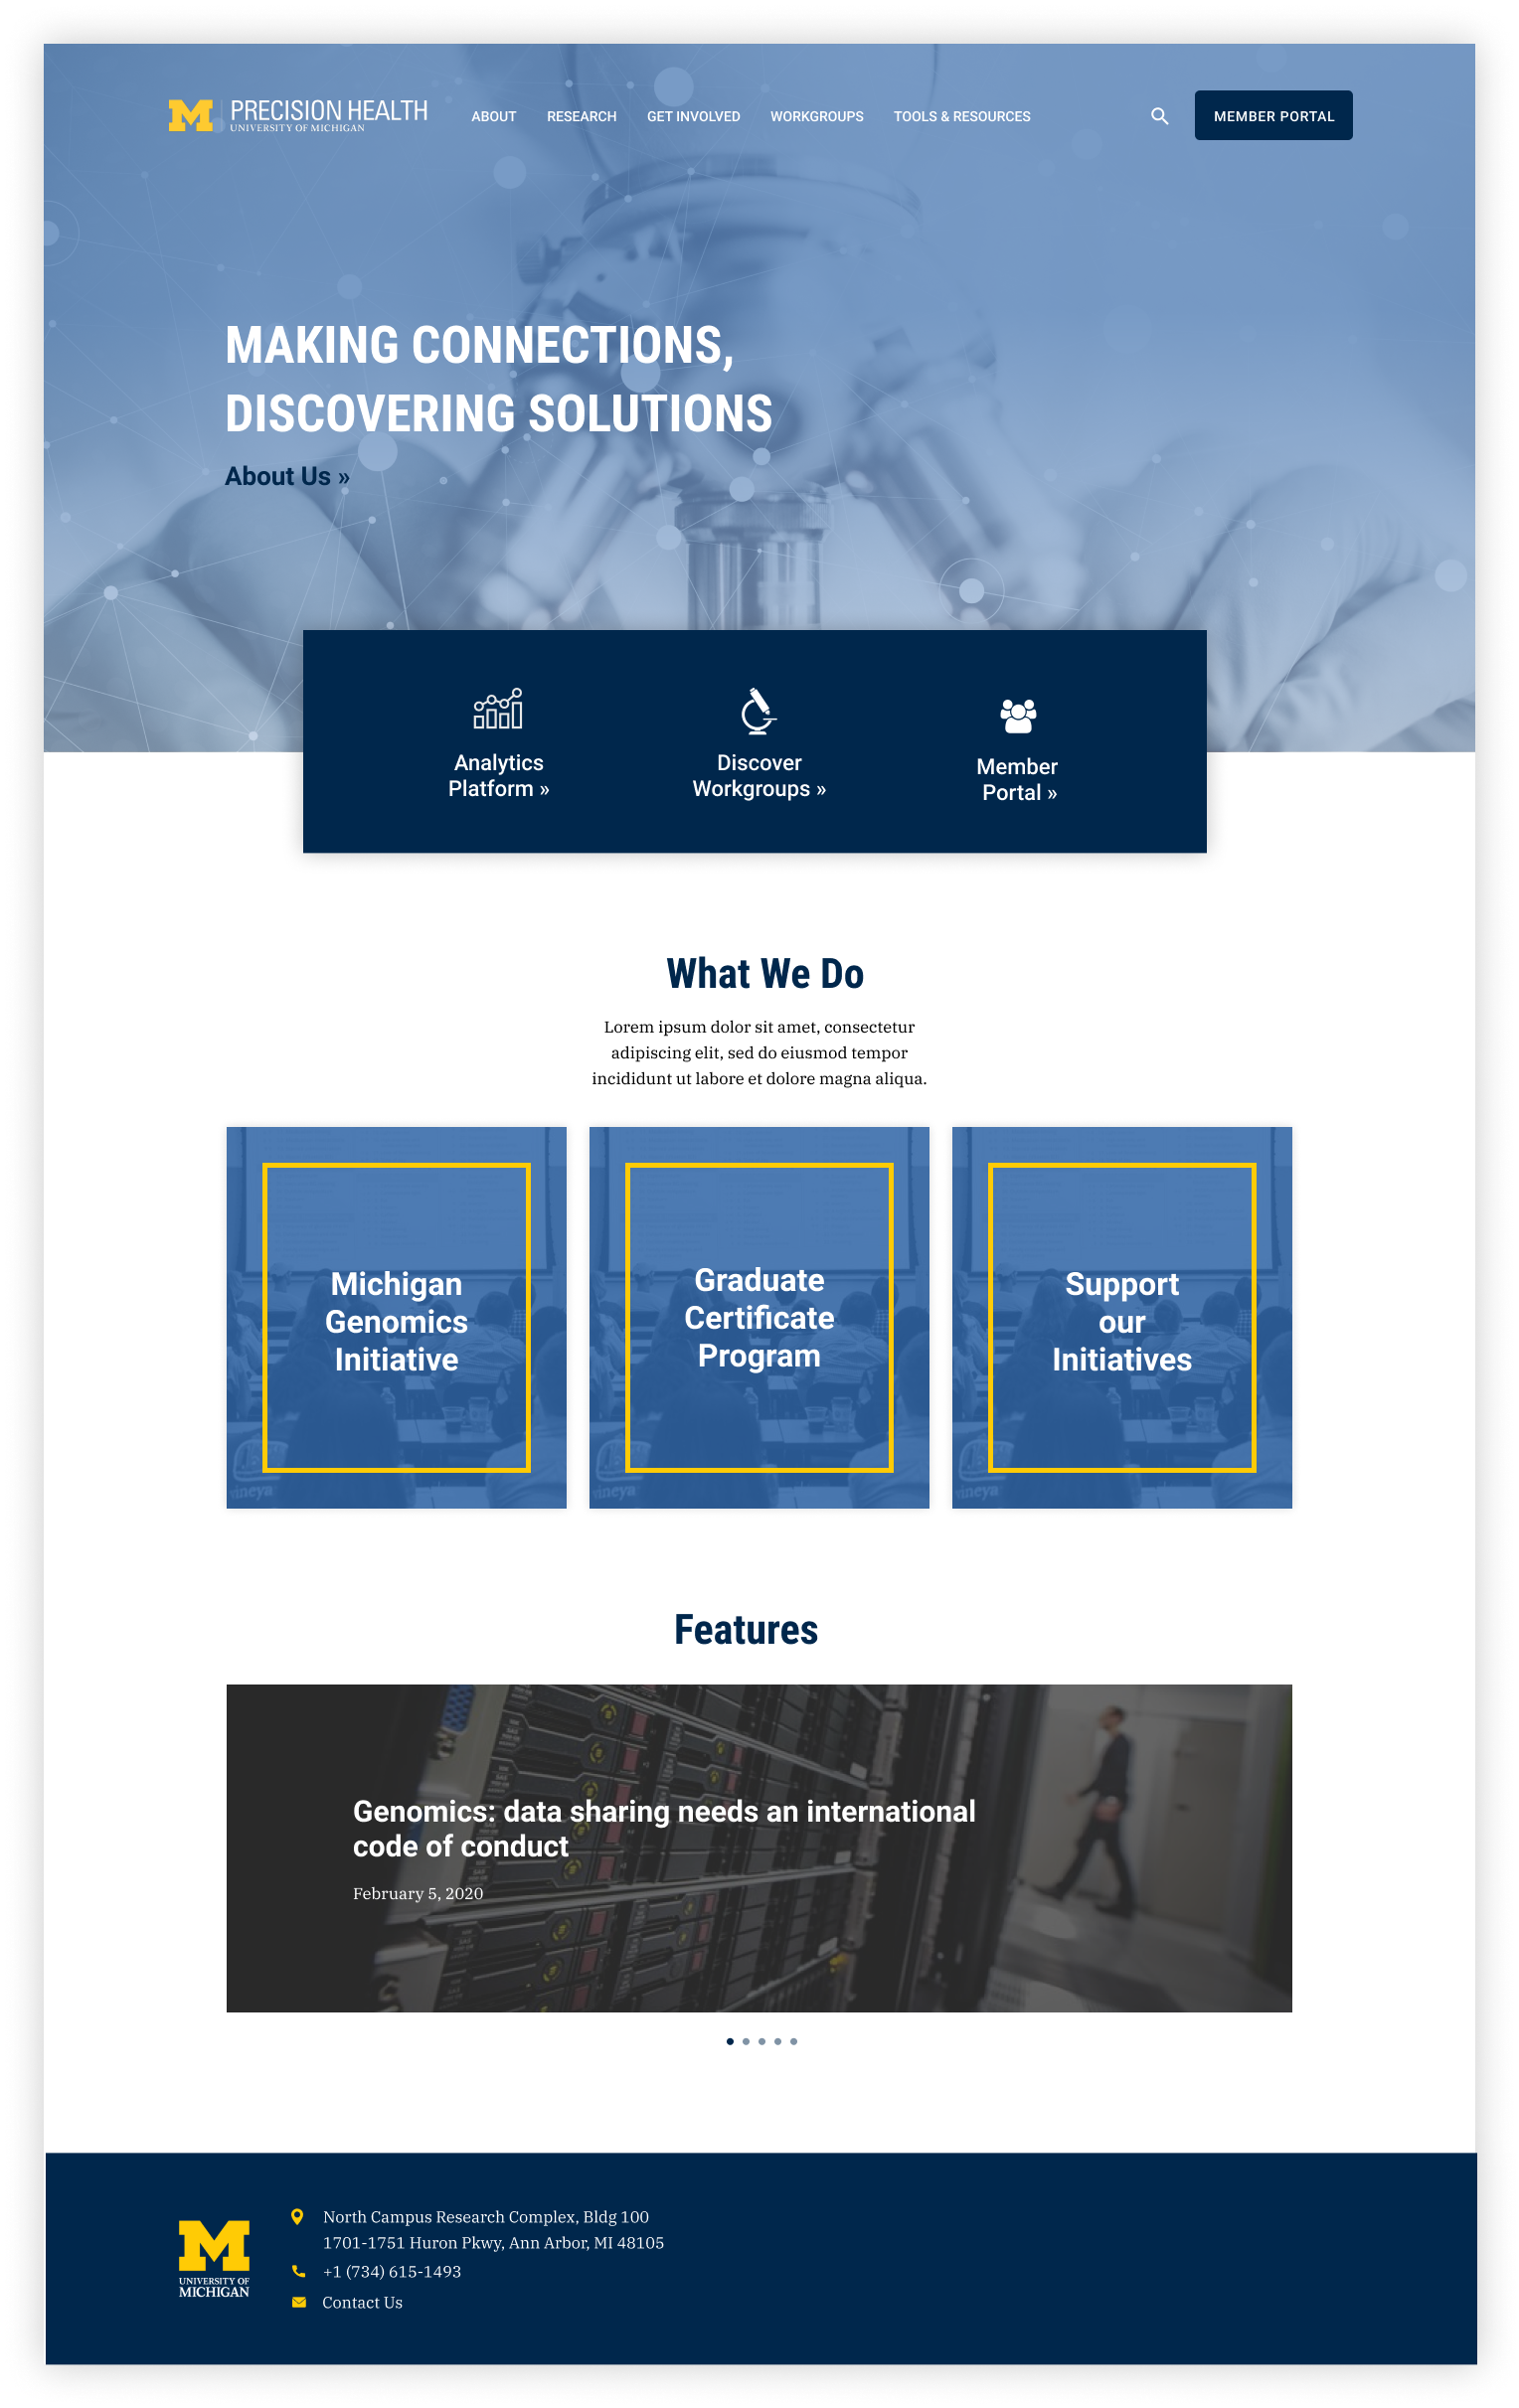 M PRECISION HEALTH
UNIVERSITY OF MICHIGAN
ABOUT
RESEARCH
GET INVOLVED
WORKGROUPS
TOOLS & RESOURCES
MEMBER PORTAL
MAKING CONNECTIONS,
DISCOVERING SOLUTIONS
About Us »
Analytics
Platform »
Discover
Workgroups »
Member
Portal »
What We Do
Lorem ipsum dolor sit amet, consectetur
adipiscing elit, sed do eiusmod tempor
incididunt ut labore et dolore magna aliqua.
Michigan
Genomics
Initiative
Graduate
Certificate
Program
Support
our
Initiatives
Features
Genomics: data sharing needs an international
code of conduct
February 5, 2020
M
UNIVERSITY OF
MICHIGAN
North Campus Research Complex, Bldg 100
1701-1751 Huron Pkwy, Ann Arbor, MI 48105
+1 (734) 615-1493
Contact Us